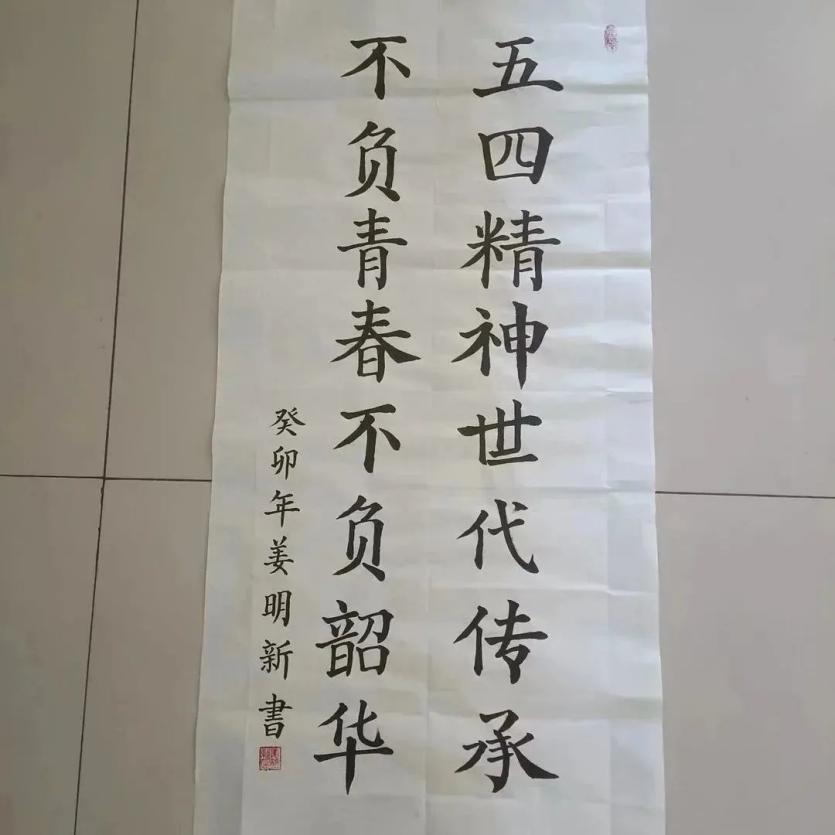 五四精神世代传承
不负青春不负韶华
癸卯年姜明新書